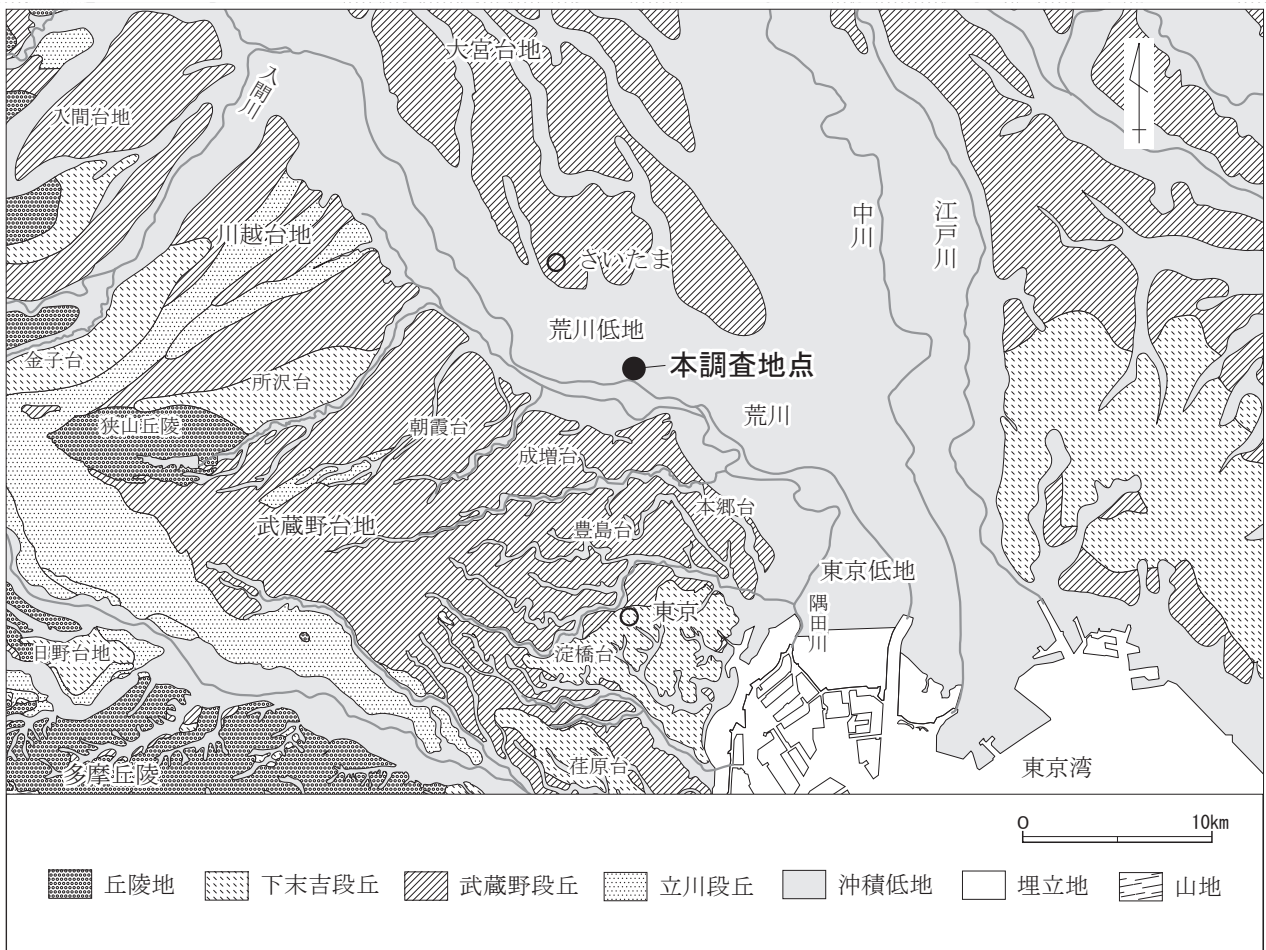 大宮台地
入間川
入間台地
川越台地
中川
江戸川
さいたま
荒川低地
金子台
所沢台
本調査地点
狭山丘陵
朝霞台
荒川
成増台
本郷台
武蔵野台地
豊島台
東京低地
東京
隅田川
日野台地
淀橋台
多摩丘陵
荏原台
東京湾
0 10km
丘陵地 下末吉段丘 武蔵野段丘 立川段丘 沖積低地 埋立地 山地